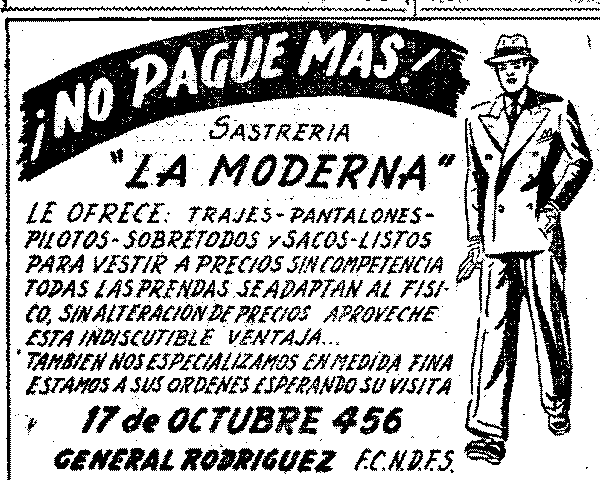 ¡NO PAGUE MAS!
SASTRERIA
"LA MODERNA"
LE OFRECE: TRAJES-PANTALONES-
PILOTOS-SOBRETODOS y SACOS-LISTOS
PARA VESTIR A PRECIOS SIN COMPETENCIA
TODAS LAS PRENDAS SE ADAPTAN AL FISI-
CO, SIN ALTERACION DE PRECIOS APROVECHE
ESTA INDISCUTIBLE VENTAJA...
TAMBIEN NOS ESPECIALIZAMOS EN MEDIDA FINA
ESTAMOS A SUS ORDENES ESPERANDO SU VISITA
17 de OCTUBRE 456
GENERAL RODRIGUEZ F.C.N.D.F.S.